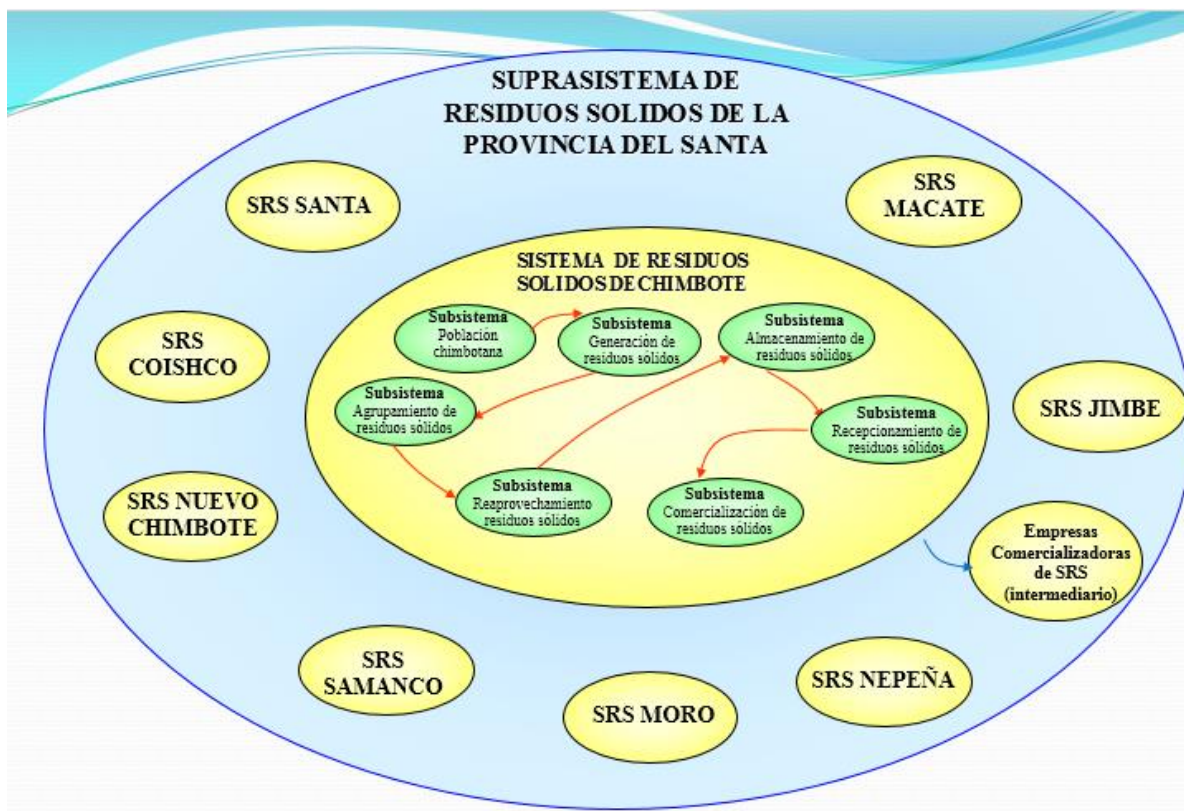 SUPRASISTEMA DE
RESIDUOS SOLIDOS DE LA
PROVINCIA DEL SANTA
SRS SANTA
SRS
MACATE
SISTEMA DE RESIDUOS
SOLIDOS DE CHIMBOTE
Subsistema
Población
chimbotana
Subsistema
Generación de
residuos sólidos
Subsistema
Almacenamiento de
residuos sólidos
SRS
COISHCO
Subsistema
Agrupamiento de
residuos sólidos
Subsistema
Recepcionamiento de
residuos sólidos
SRS JIMBE
Subsistema
Reaprovechamiento
residuos sólidos
Subsistema
Comercialización de
residuos sólidos
SRS NUEVO
CHIMBOTE
Empresas
Comercializadoras
de SRS
(intermediario)
SRS
SAMANCO
SRS MORO
SRS NEPEÑA